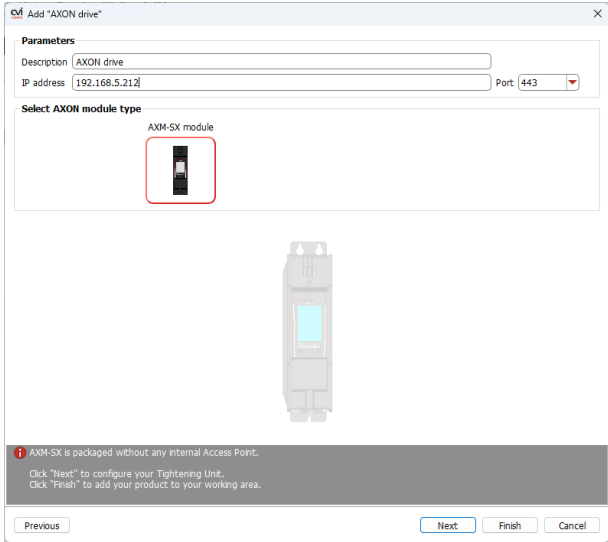 cvi Add "AXON drive"
Parameters
Description AXON drive
IP address 192.168.5.212 Port 443
Select AXON module type
AXM-SX module
AXM-SX is packaged without any internal Access Point.
Click "Next" to configure your Tightening Unit.
Click "Finish" to add your product to your working area.
Previous Next Finish Cancel